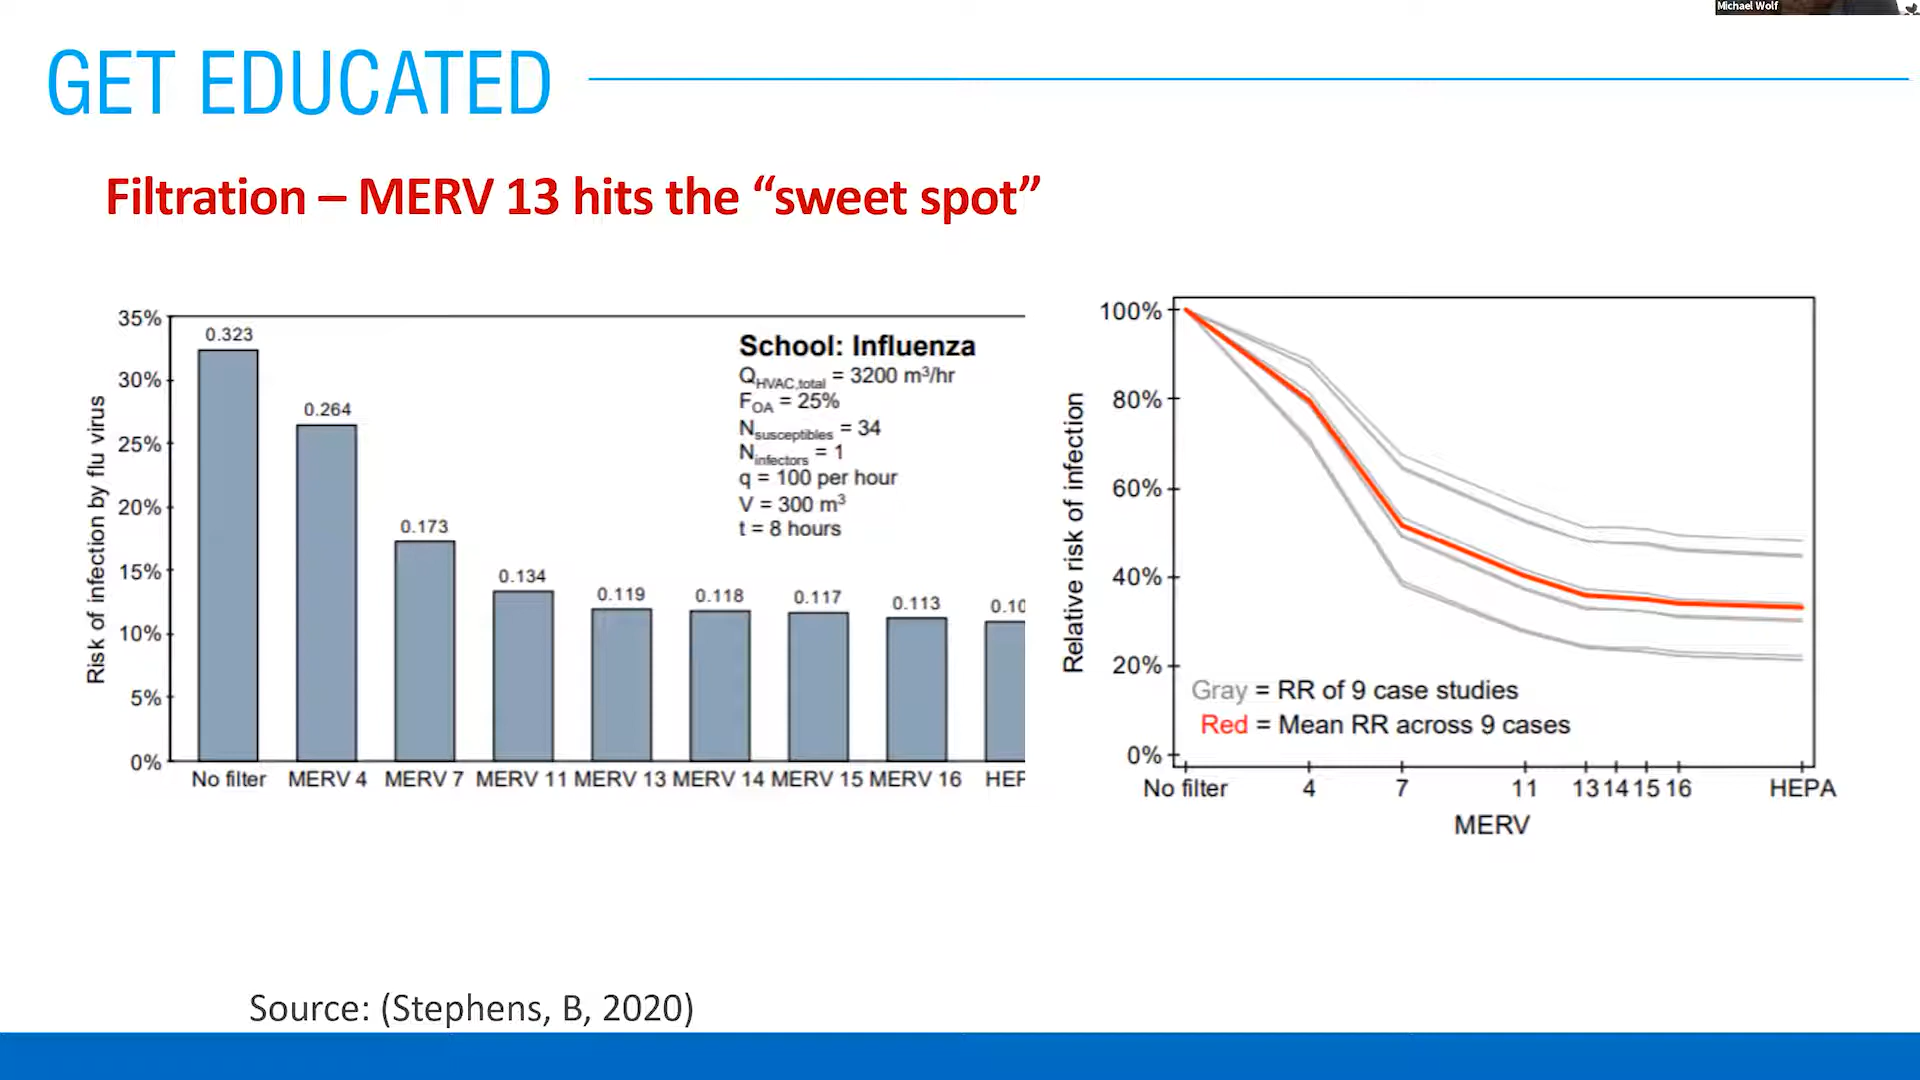 Michael Wolf
GET EDUCATED
Filtration – MERV 13 hits the “sweet spot”
Risk of infection by flu virus
35%
30%
25%
20%
15%
10%
5%
0%
0.323
0.264
0.173
0.134
0.119
0.118
0.117
0.113
0.10
School: Influenza
QHVAC,total = 3200 m³/hr
FOA = 25%
Nsusceptibles = 34
Ninfectors = 1
q = 100 per hour
V = 300 m³
t = 8 hours
No filter MERV 4 MERV 7 MERV 11 MERV 13 MERV 14 MERV 15 MERV 16 HEP
Relative risk of infection
100%
80%
60%
40%
20%
0%
Gray = RR of 9 case studies
Red = Mean RR across 9 cases
No filter 4 7 11 13 14 15 16 HEPA
MERV
Source: (Stephens, B, 2020)